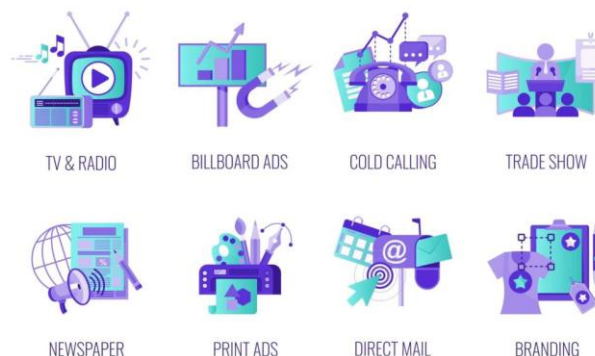 TV & RADIO
BILLBOARD ADS
COLD CALLING
TRADE SHOW
NEWSPAPER
PRINT ADS
DIRECT MAIL
BRANDING